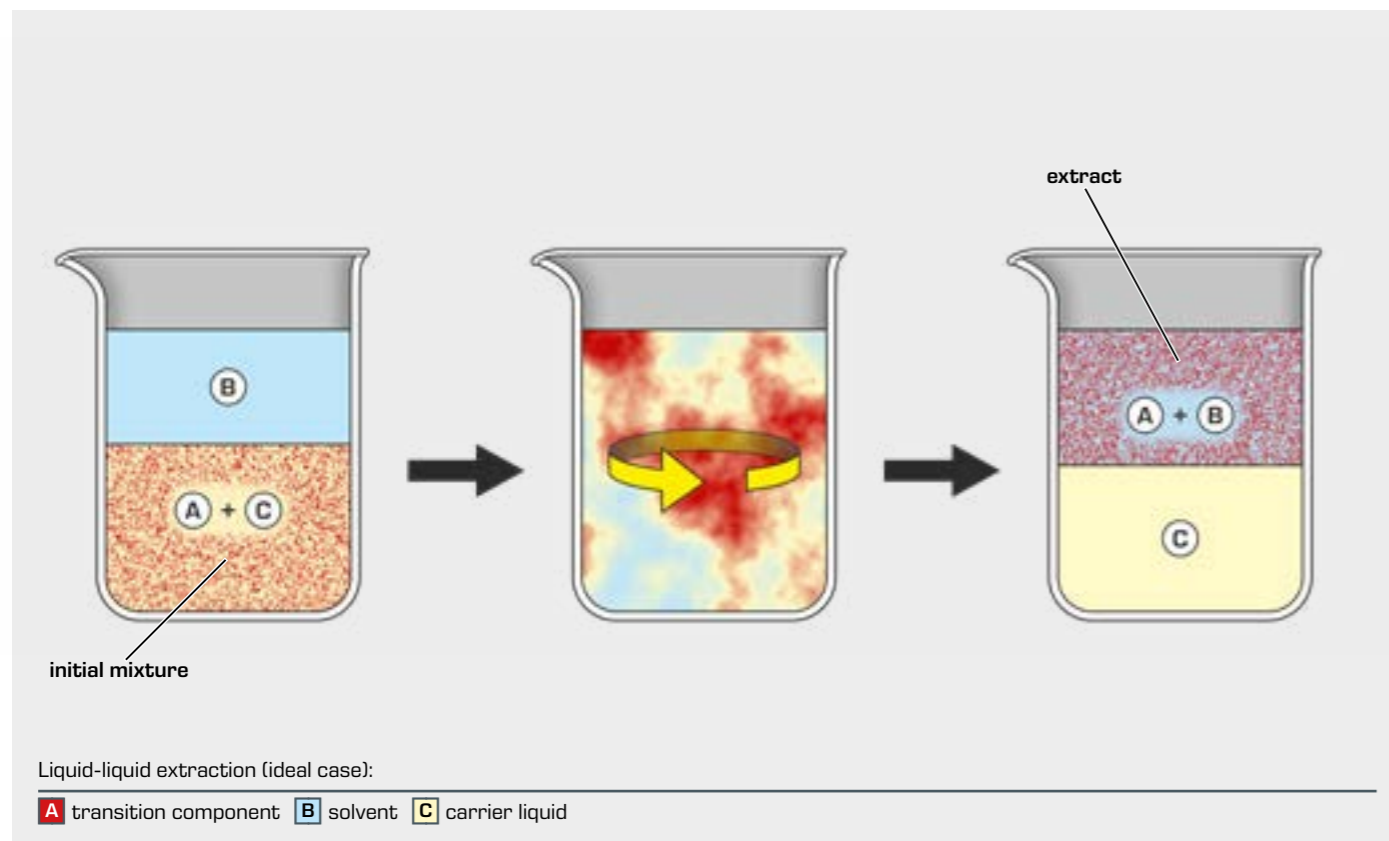 extract
B
A + B
A + C
C
initial mixture
Liquid-liquid extraction (ideal case):
A transition component B solvent C carrier liquid